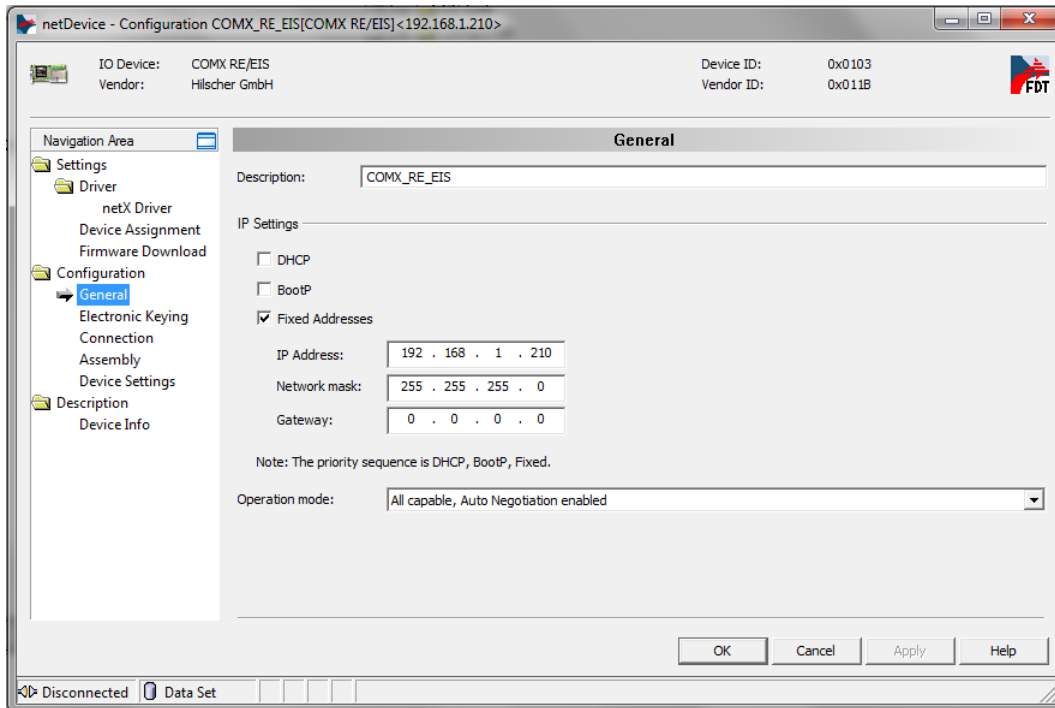 netDevice - Configuration COMX_RE_EIS[COMX RE/EIS]<192.168.1.210>
IO Device: COMX RE/EIS Device ID: 0x0103
Vendor: Hilscher GmbH Vendor ID: 0x011B
FDT
Navigation Area
Settings
Driver
netX Driver
Device Assignment
Firmware Download
Configuration
General
Electronic Keying
Connection
Assembly
Device Settings
Description
Device Info
General
Description: COMX_RE_EIS
IP Settings
DHCP
BootP
Fixed Addresses
IP Address: 192 . 168 . 1 . 210
Network mask: 255 . 255 . 255 . 0
Gateway: 0 . 0 . 0 . 0
Note: The priority sequence is DHCP, BootP, Fixed.
Operation mode: All capable, Auto Negotiation enabled
OK Cancel Apply Help
Disconnected Data Set